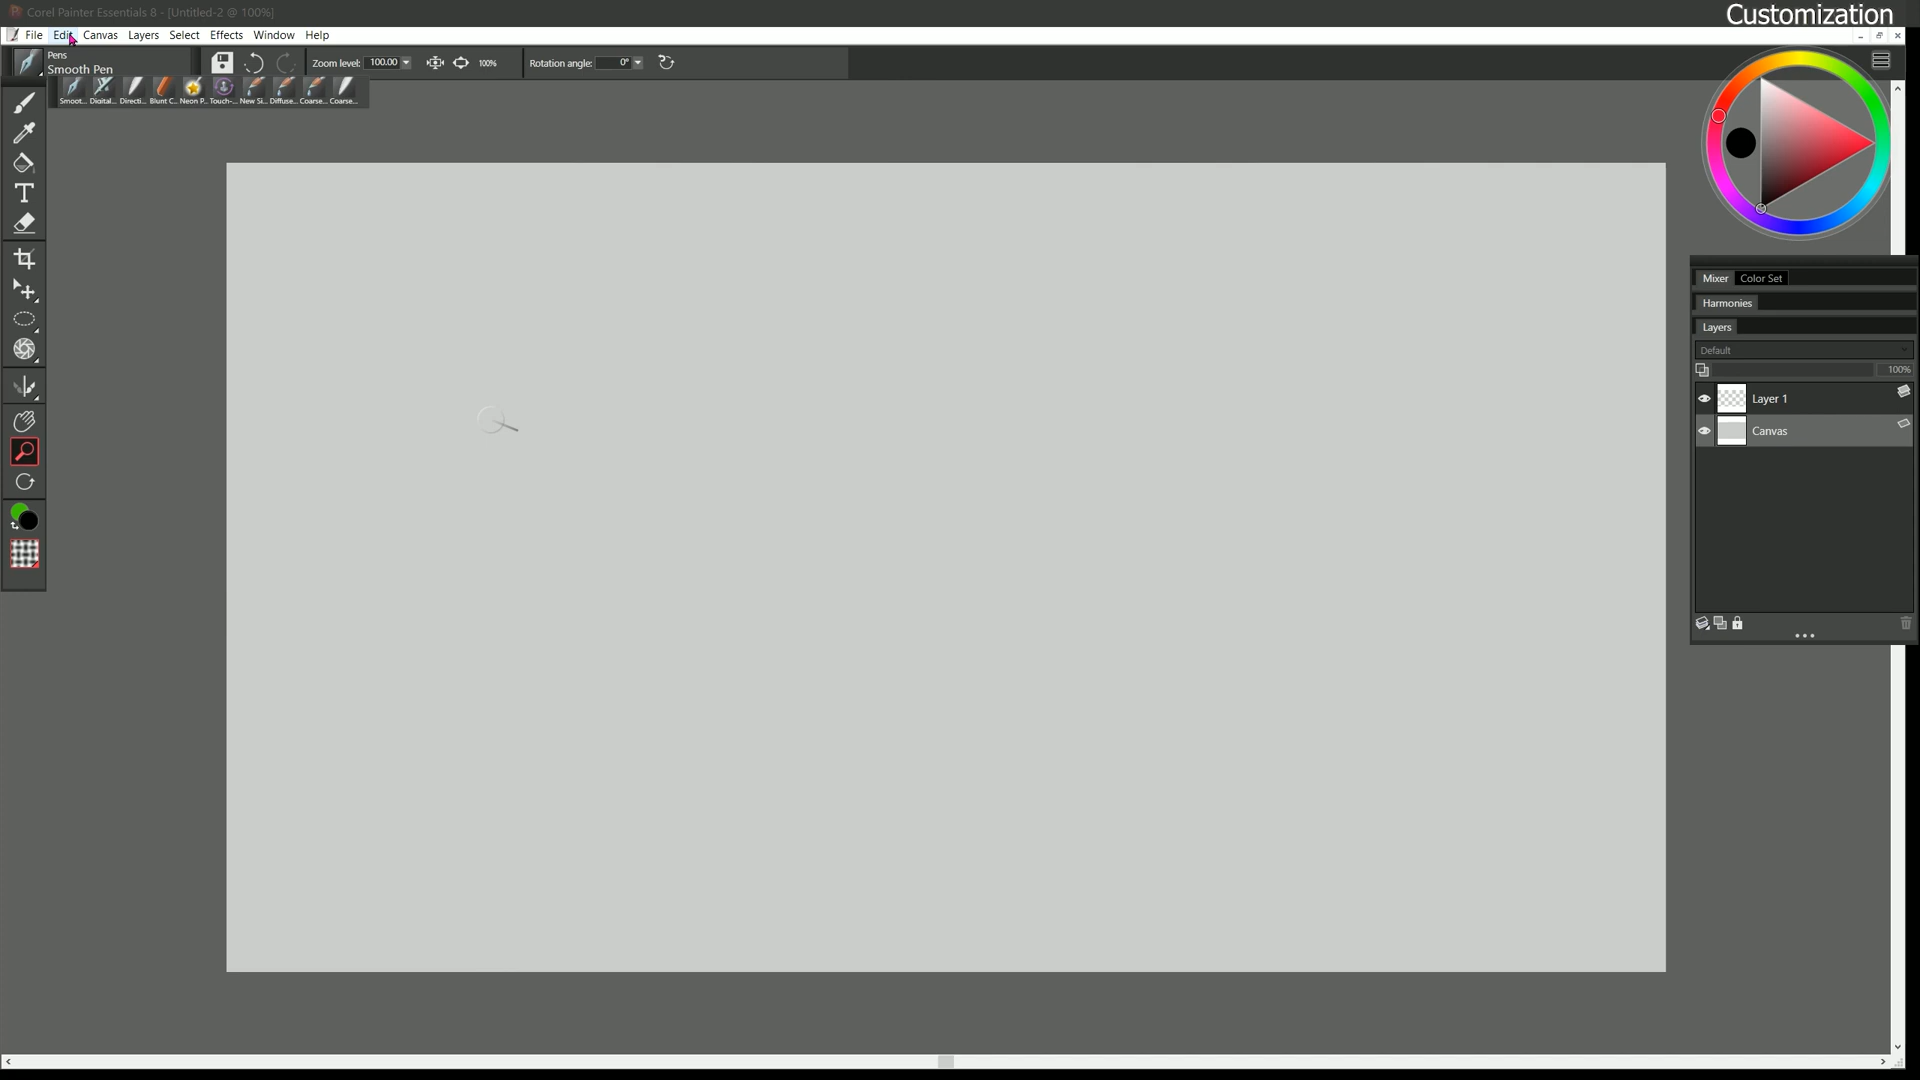 Corel Painter Essentials 8 - [Untitled-2 @ 100%]
Customization
File Edit Canvas Layers Select Effects Window Help
Pens
Smooth Pen
Zoom level: 100.00
100%
Rotation angle: 0°
Smoot... Digital... Directi... Blunt C... Neon P... Touch-... New Si... Diffuse... Coarse... Coarse...
T
Mixer Color Set
Harmonies
Layers
Default
100%
Layer 1
Canvas